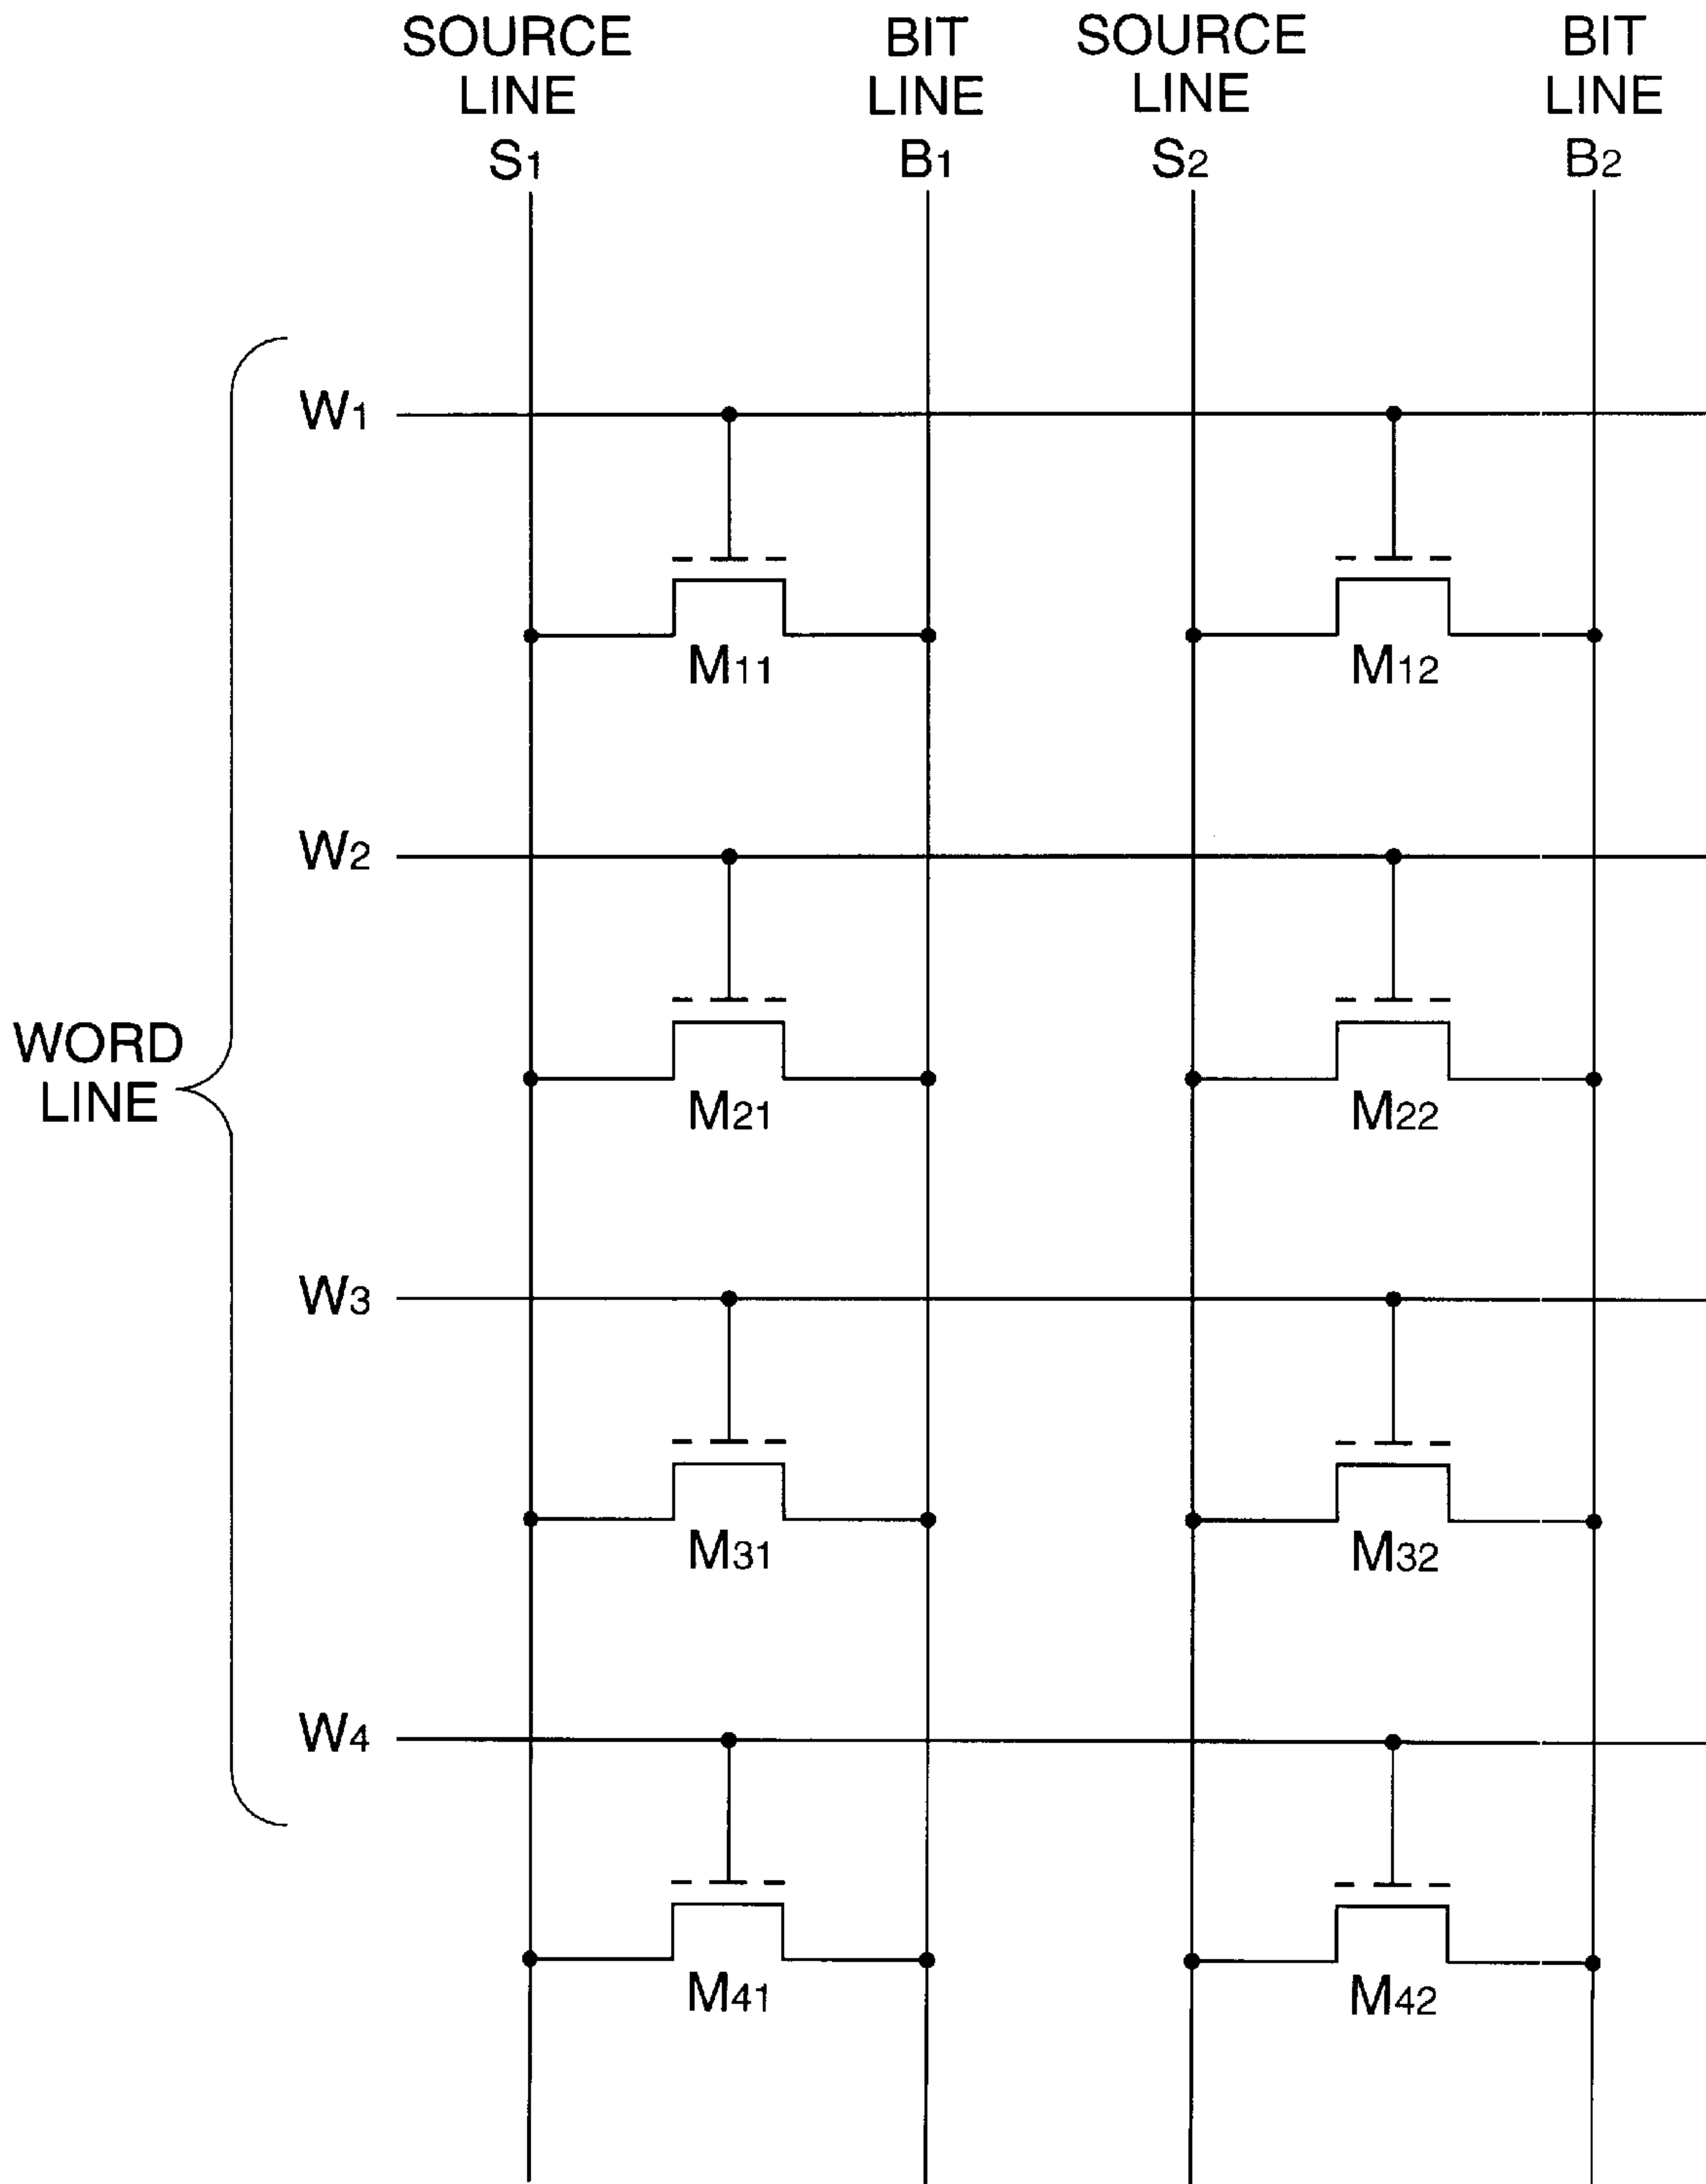 SOURCE
LINE
S1
BIT
LINE
B1
SOURCE
LINE
S2
BIT
LINE
B2
W1
M11
M12
W2
M21
M22
WORD
LINE
W3
M31
M32
W4
M41
M42